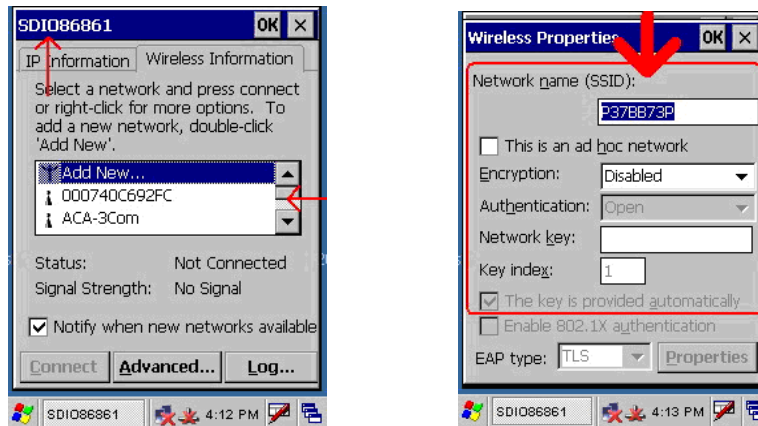 SDIO86861 OK
IP Information Wireless Information
Select a network and press connect
or right-click for more options. To
add a new network, double-click
'Add New'.
Add New...
000740C692FC
ACA-3Com
Status: Not Connected
Signal Strength: No Signal
Notify when new networks available
Connect Advanced... Log...
SDIO86861 4:12 PM
Wireless Properties OK
Network name (SSID):
P37BB73P
This is an ad hoc network
Encryption: Disabled
Authentication: Open
Network key:
Key index: 1
The key is provided automatically
Enable 802.1X authentication
EAP type: TLS Properties
SDIO86861 4:13 PM